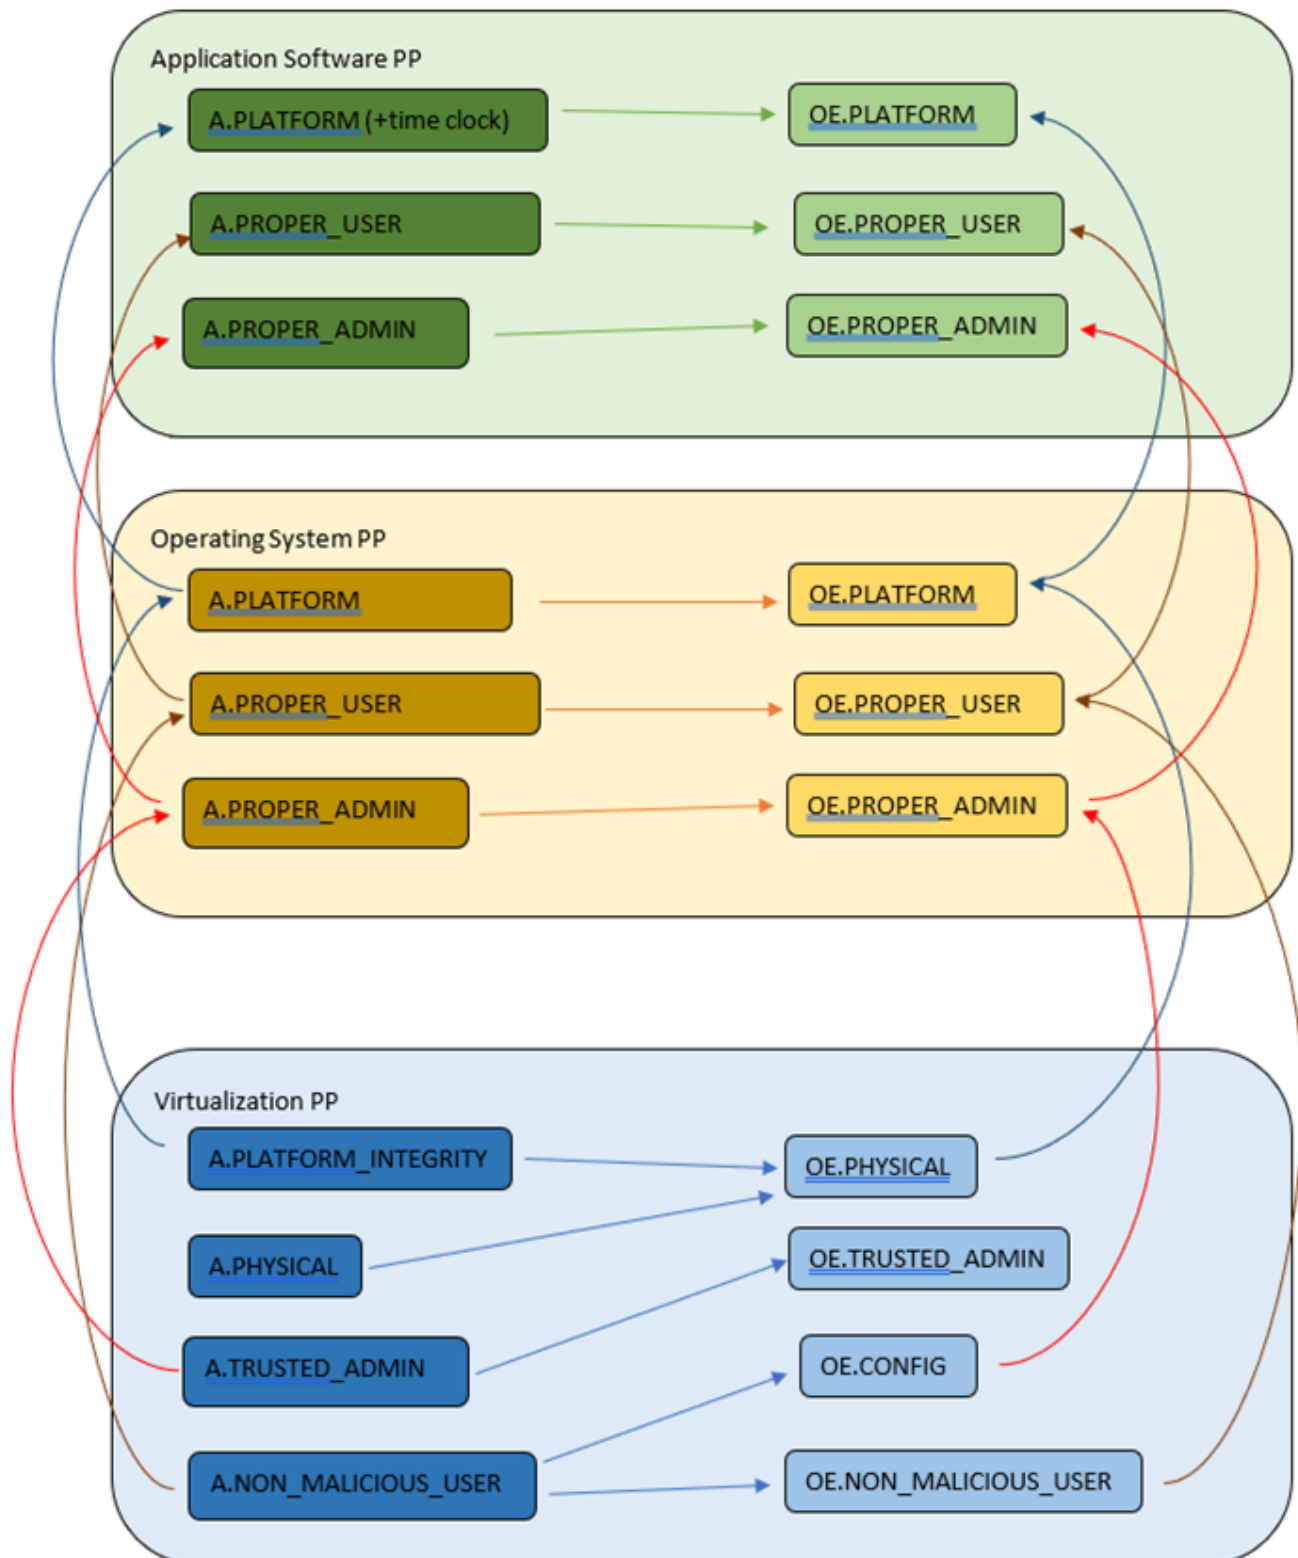 Application Software PP
A.PLATFORM (+time clock)
OE.PLATFORM
A.PROPER_USER
OE.PROPER_USER
A.PROPER_ADMIN
OE.PROPER_ADMIN
Operating System PP
A.PLATFORM
OE.PLATFORM
A.PROPER_USER
OE.PROPER_USER
A.PROPER_ADMIN
OE.PROPER_ADMIN
Virtualization PP
A.PLATFORM_INTEGRITY
OE.PHYSICAL
A.PHYSICAL
OE.TRUSTED_ADMIN
A.TRUSTED_ADMIN
OE.CONFIG
A.NON_MALICIOUS_USER
OE.NON_MALICIOUS_USER